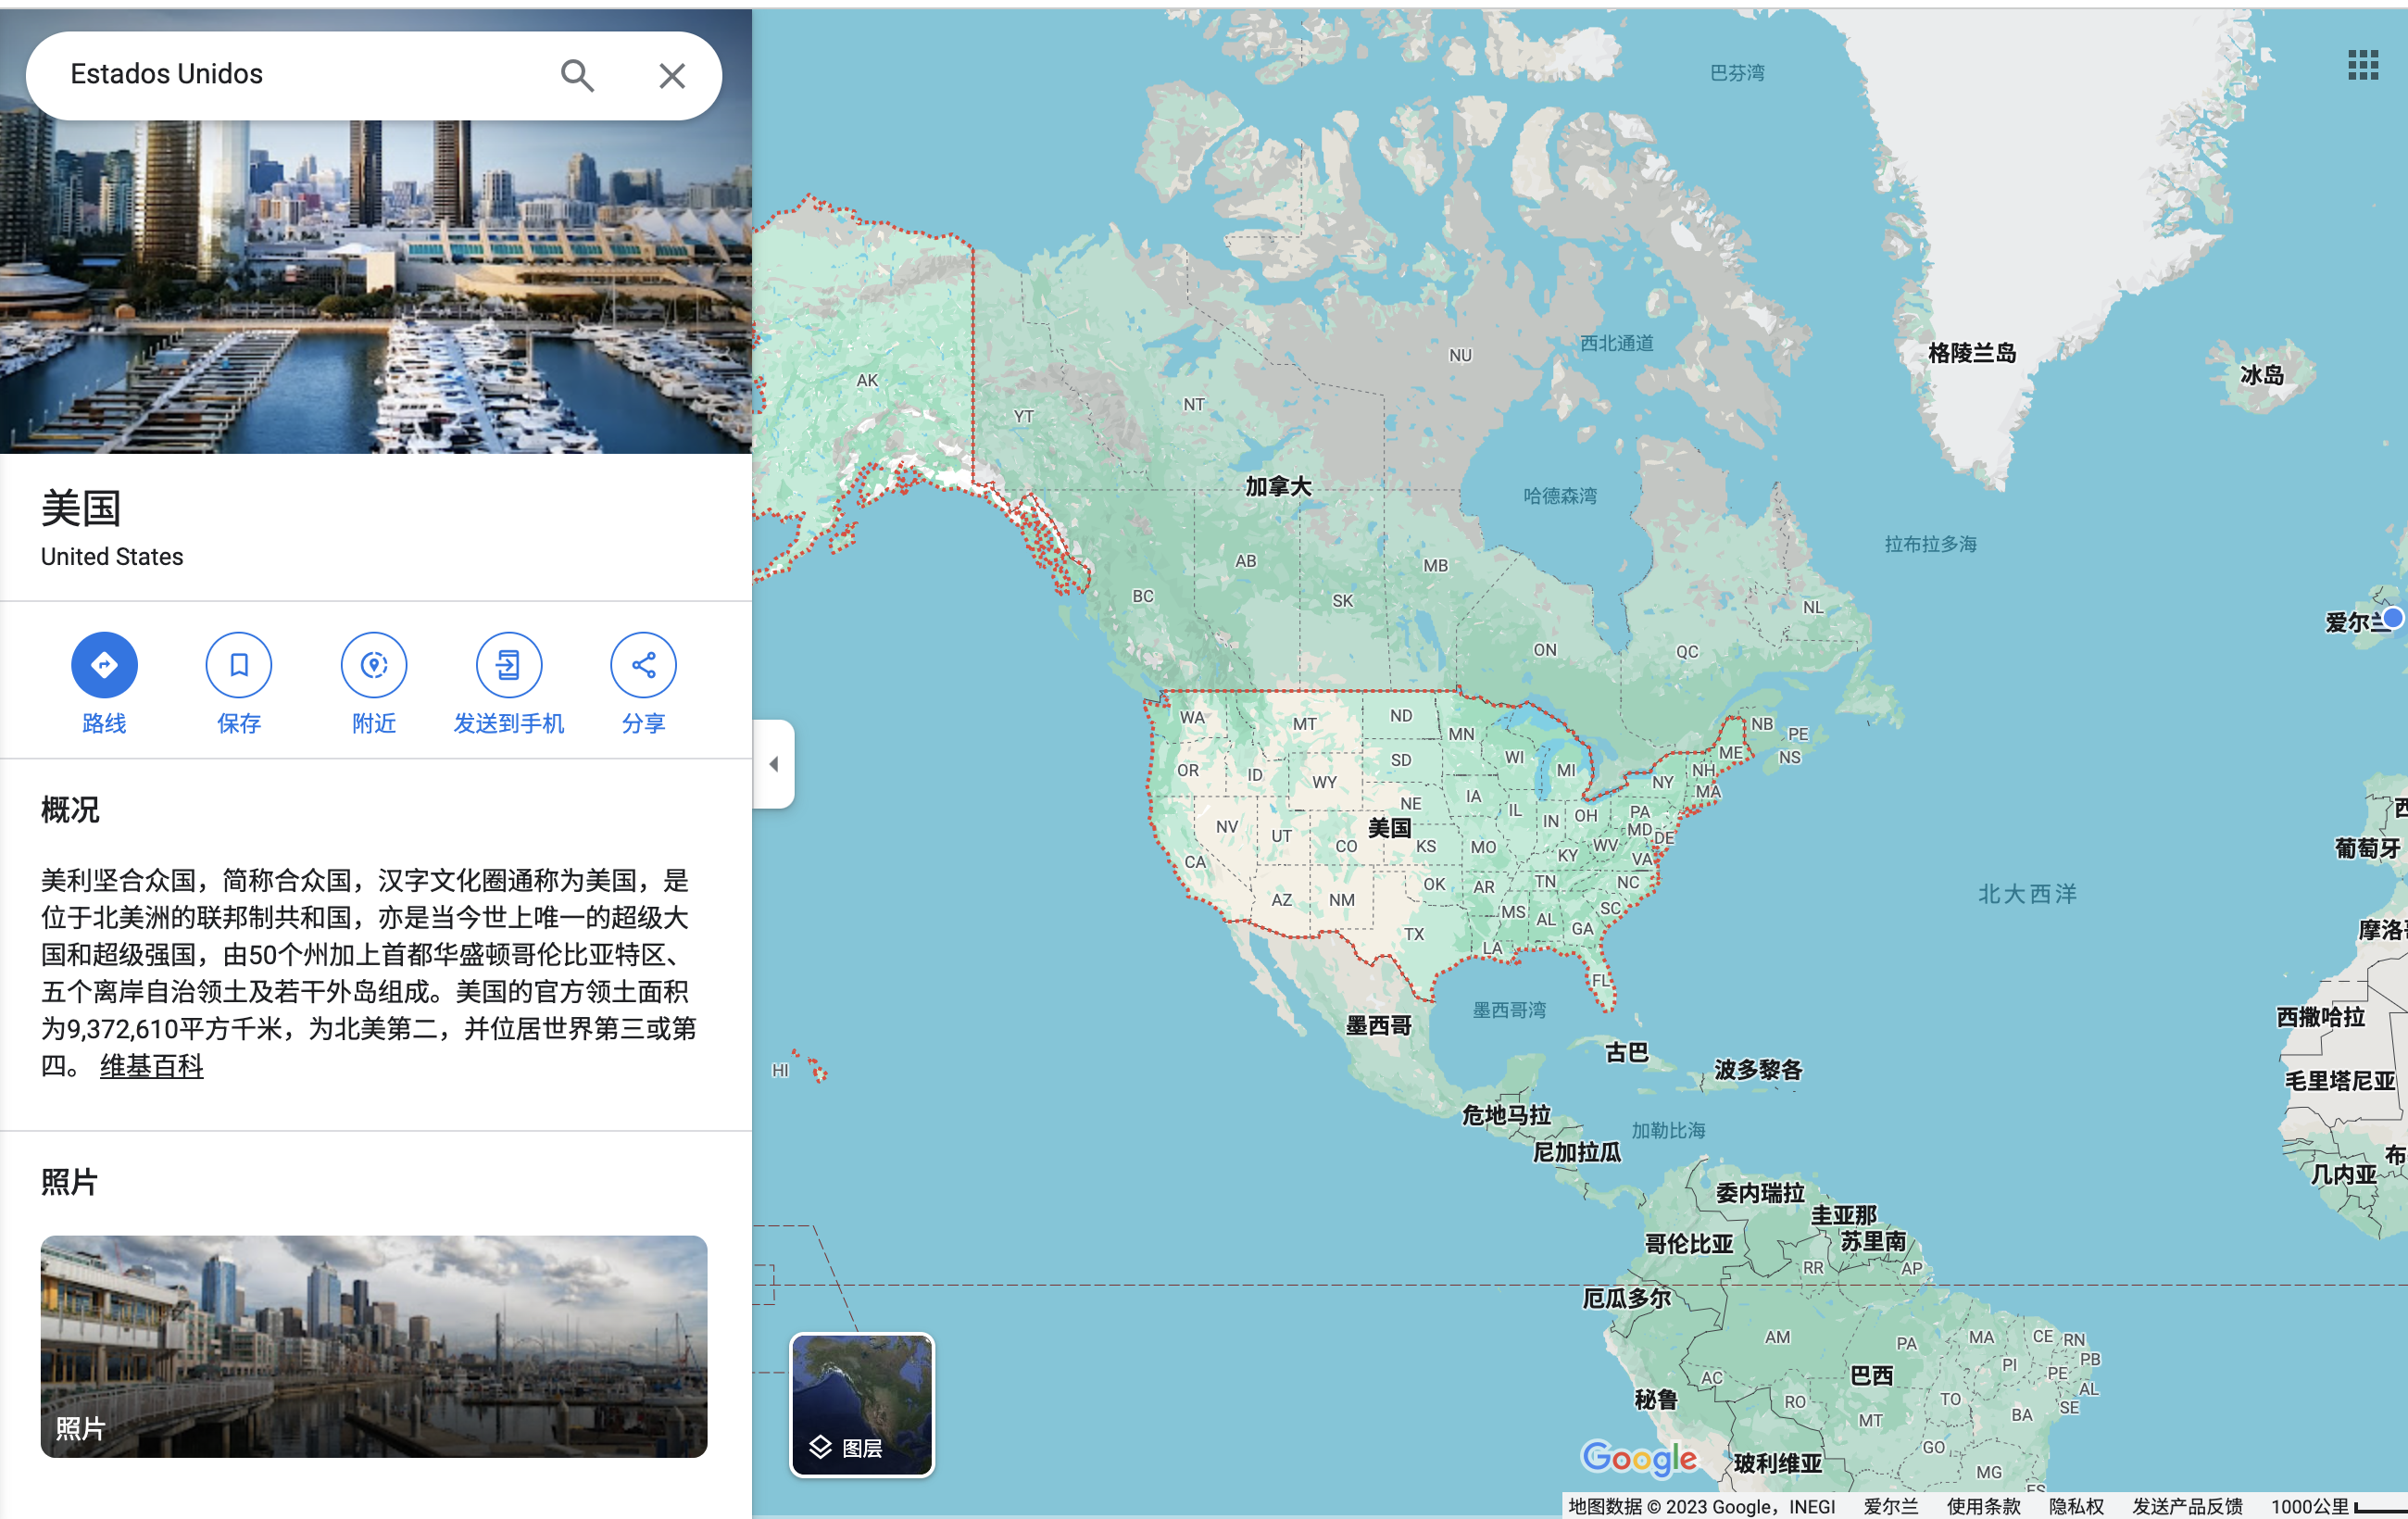 Estados Unidos
美国
United States
路线
保存
附近
发送到手机
分享
概况
美利坚合众国，简称合众国，汉字文化圈通称为美国，是
位于北美洲的联邦制共和国，亦是当今世上唯一的超级大
国和超级强国，由50个州加上首都华盛顿哥伦比亚特区、
五个离岸自治领土及若干外岛组成。美国的官方领土面积
为9,372,610平方千米，为北美第二，并位居世界第三或第
四。 维基百科
照片
照片
巴芬湾
西北通道
NU
格陵兰岛
冰岛
AK
NT
YT
加拿大
哈德森湾
拉布拉多海
AB
MB
BC
SK
NL
爱尔兰
ON
QC
WA
MT
ND
MN
NB
PE
OR
ID
WY
SD
WI
MI
ME
NS
NH
NY
MA
NE
IA
IL
IN
OH
PA
MD
DE
NV
UT
CO
美国
KS
MO
KY
WV
VA
CA
AZ
NM
OK
AR
TN
NC
MS
AL
SC
GA
TX
LA
FL
北大西洋
西
葡萄牙
摩洛哥
墨西哥湾
墨西哥
西撒哈拉
古巴
波多黎各
HI
毛里塔尼亚
危地马拉
加勒比海
尼加拉瓜
布
几内亚
委内瑞拉
圭亚那
苏里南
哥伦比亚
RR
AP
厄瓜多尔
AM
PA
MA
CE
RN
PB
PI
PE
AL
SE
AC
巴西
TO
BA
秘鲁
RO
MT
GO
MG
ES
玻利维亚
图层
Google
地图数据 © 2023 Google，INEGI 爱尔兰 使用条款 隐私权 发送产品反馈 1000公里